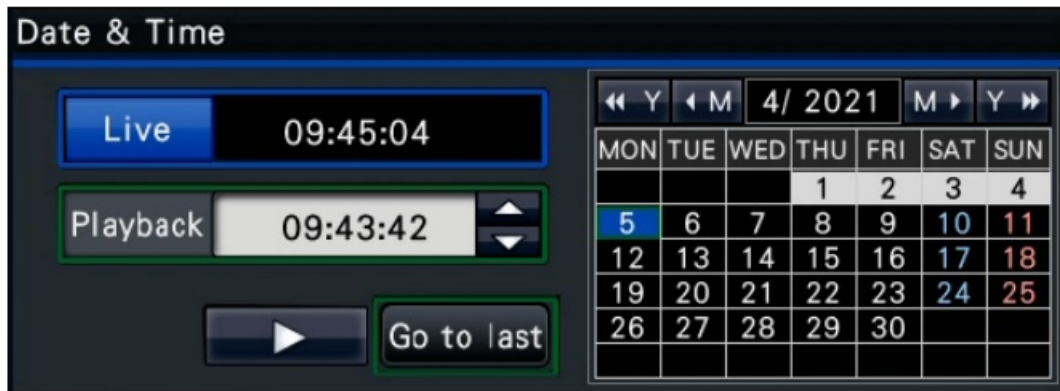 Date & Time
Live 09:45:04
Playback 09:43:42
Go to last
Y M 4/ 2021 M Y
MON TUE WED THU FRI SAT SUN
1 2 3 4
5 6 7 8 9 10 11
12 13 14 15 16 17 18
19 20 21 22 23 24 25
26 27 28 29 30